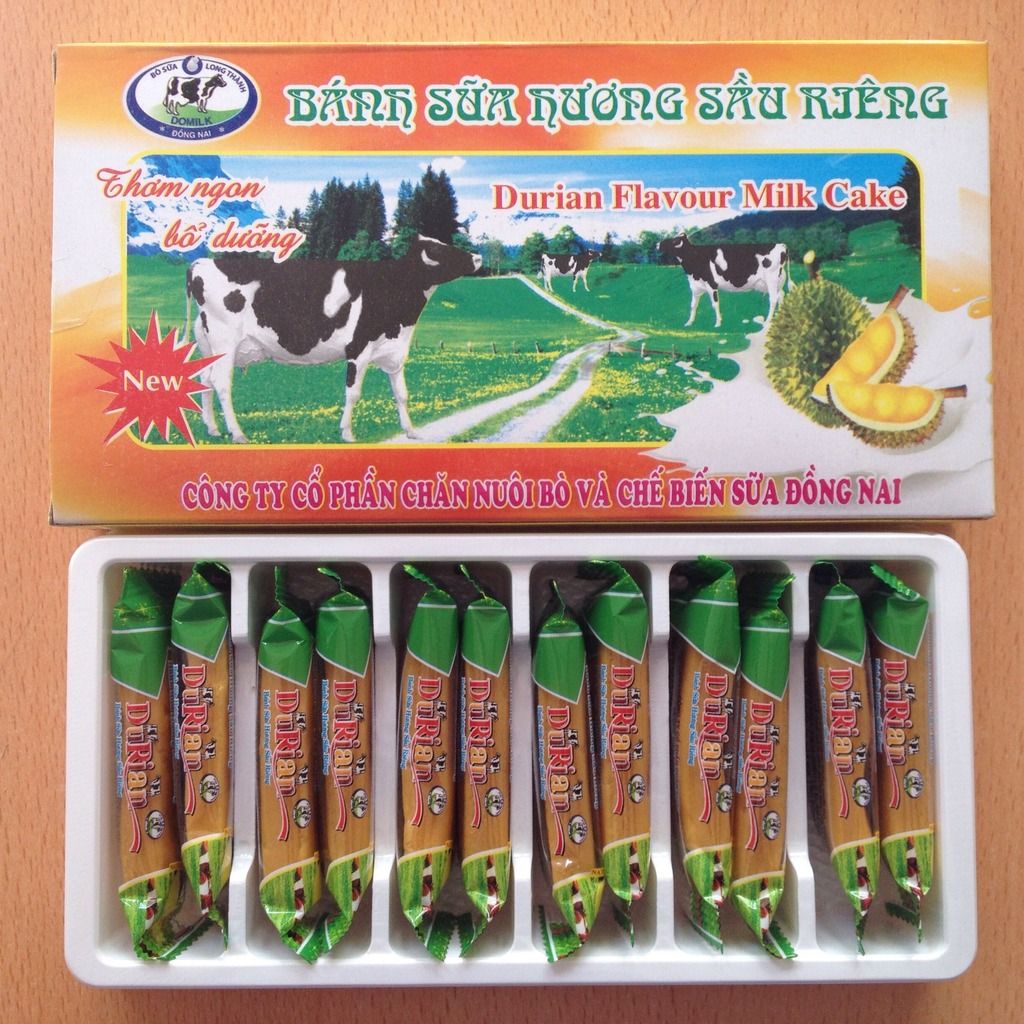 BÒ SỮA LONG THÀNH
DOMILK
ĐỒNG NAI
BÁNH SỮA HƯƠNG SẦU RIÊNG
Thơm ngon
bổ dưỡng
Durian Flavour Milk Cake
New
CÔNG TY CỔ PHẦN CHĂN NUÔI BÒ VÀ CHẾ BIẾN SỮA ĐỒNG NAI
DuRian
DuRian
DuRian
DuRian
DuRian
DuRian
DuRian
DuRian
DuRian
DuRian
DuRian
DuRian